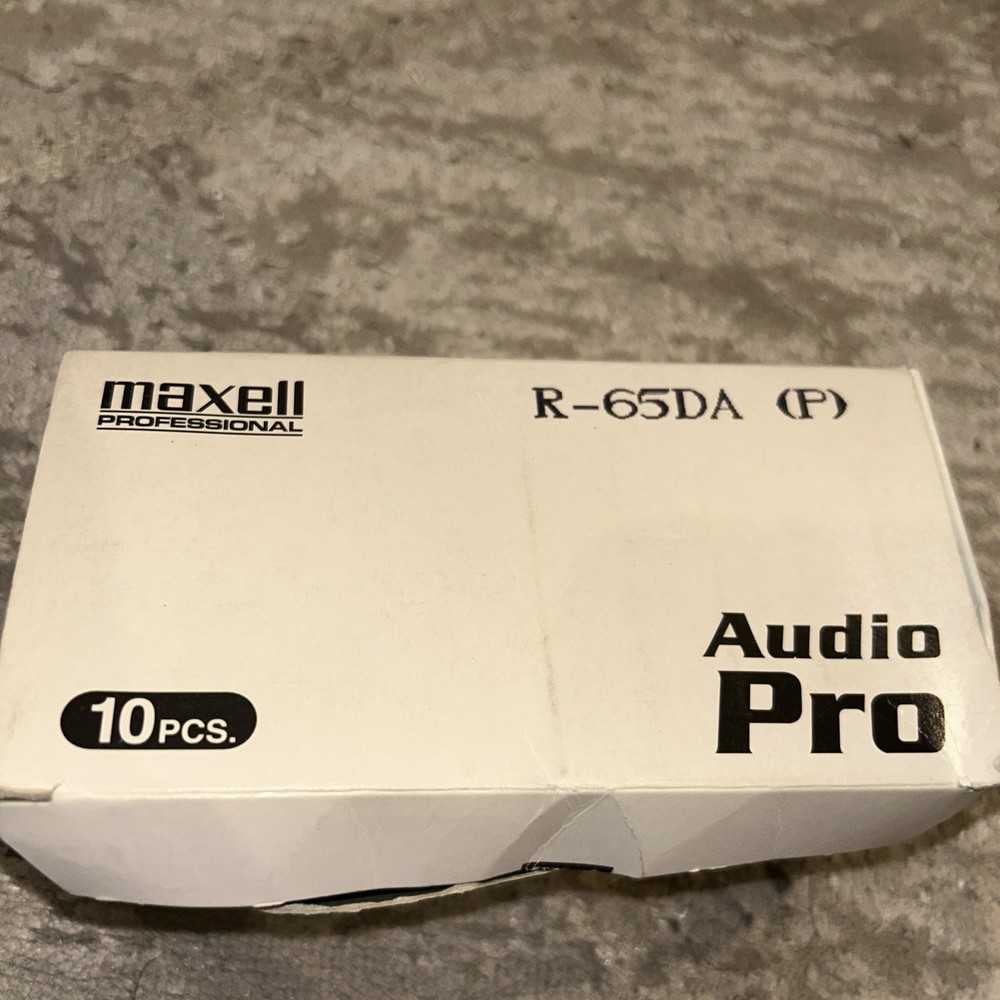 maxell
PROFESSIONAL
R-65DA (P)
Audio
Pro
10PCS.